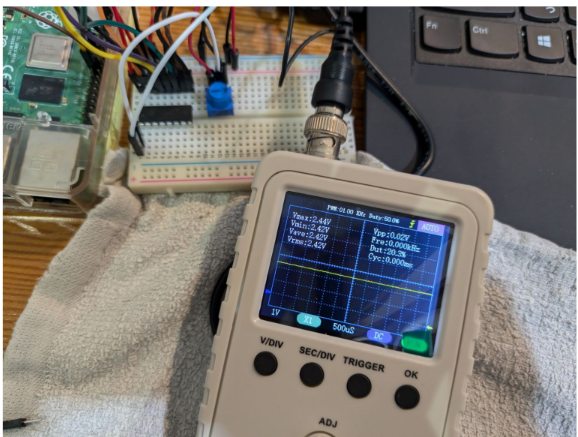 Fn
Ctrl
PWM:01.00 KHz Duty:50.0%
AUTO
Vmax:2.44V
Vmin:2.42V
Vave:2.42V
Vrms:2.42V
Vpp:0.02V
Fre:0.000kHz
Dut:20.3%
Cyc:0.000ms
1V
X1
500uS
DC
V/DIV
SEC/DIV
TRIGGER
OK
ADJ